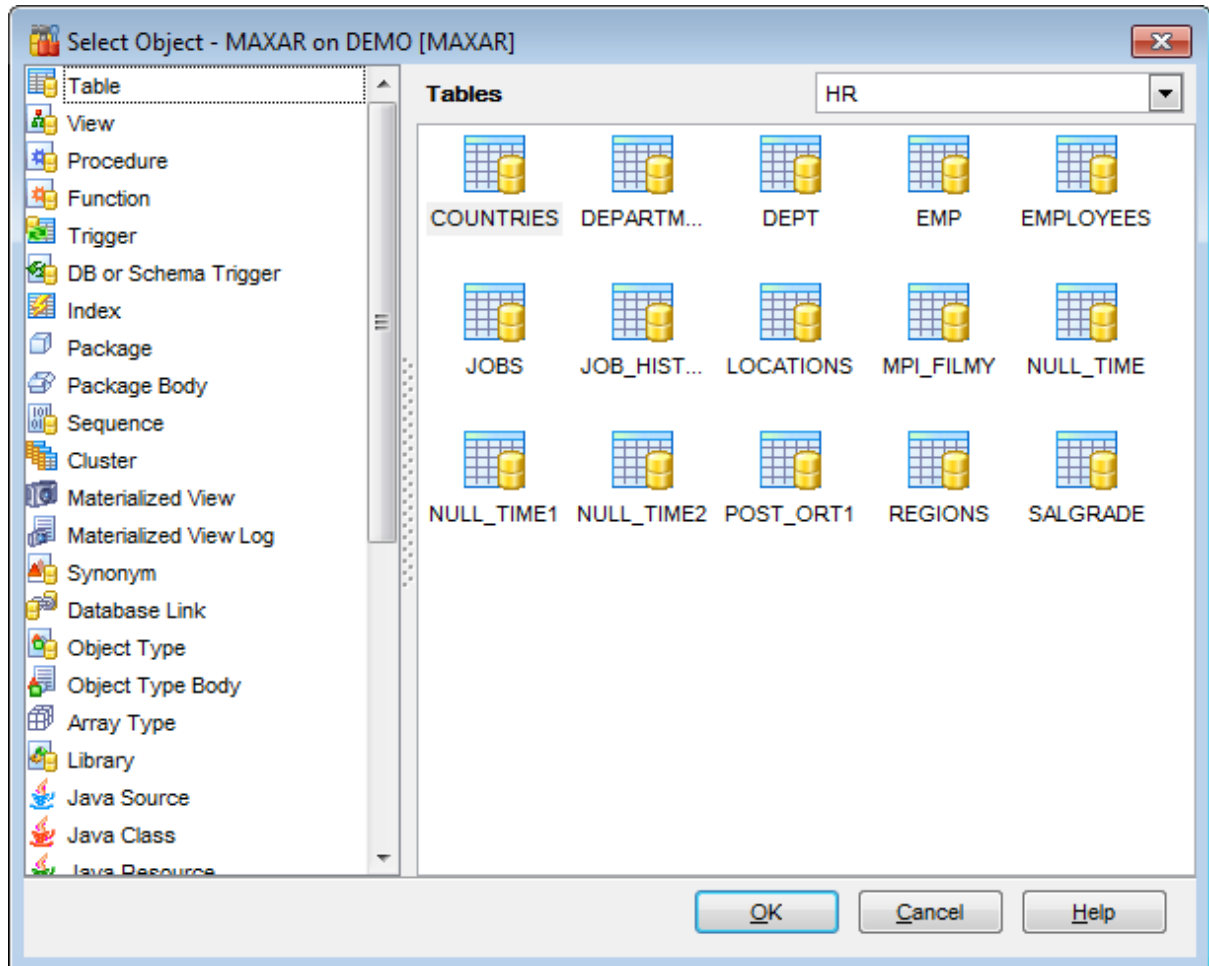 Select Object - MAXAR on DEMO [MAXAR]
Table
View
Procedure
Function
Trigger
DB or Schema Trigger
Index
Package
Package Body
Sequence
Cluster
Materialized View
Materialized View Log
Synonym
Database Link
Object Type
Object Type Body
Array Type
Library
Java Source
Java Class
Java Resource
Tables HR
COUNTRIES DEPARTM... DEPT EMP EMPLOYEES
JOBS JOB_HIST... LOCATIONS MPI_FILMY NULL_TIME
NULL_TIME1 NULL_TIME2 POST_ORT1 REGIONS SALGRADE
OK Cancel Help